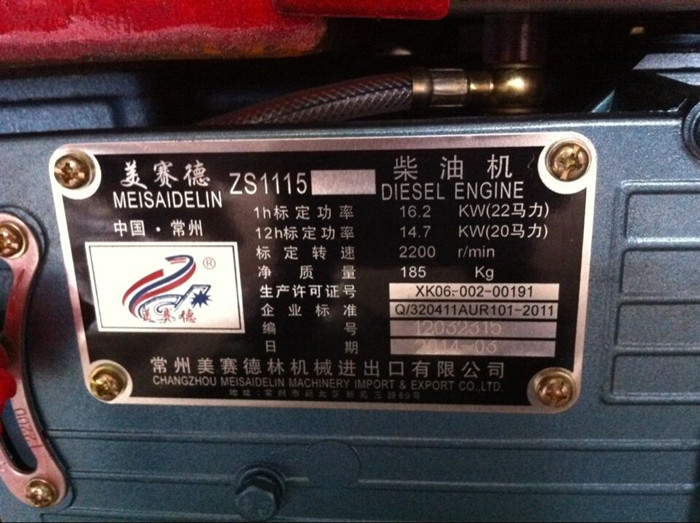 美赛德 ZS1115 柴油机
MEISAIDELIN DIESEL ENGINE
中国·常州
1h标定功率 16.2 KW(22马力)
12h标定功率 14.7 KW(20马力)
标定转速 2200 r/min
净质量 185 Kg
生产许可证号 XK06-002-00191
企业标准 Q/320411AUR101-2011
编号 12032315
日期 2014-03
®
美赛德
常州美赛德林机械进出口有限公司
CHANGZHOU MEISAIDELIN MACHINERY IMPORT & EXPORT CO.,LTD.